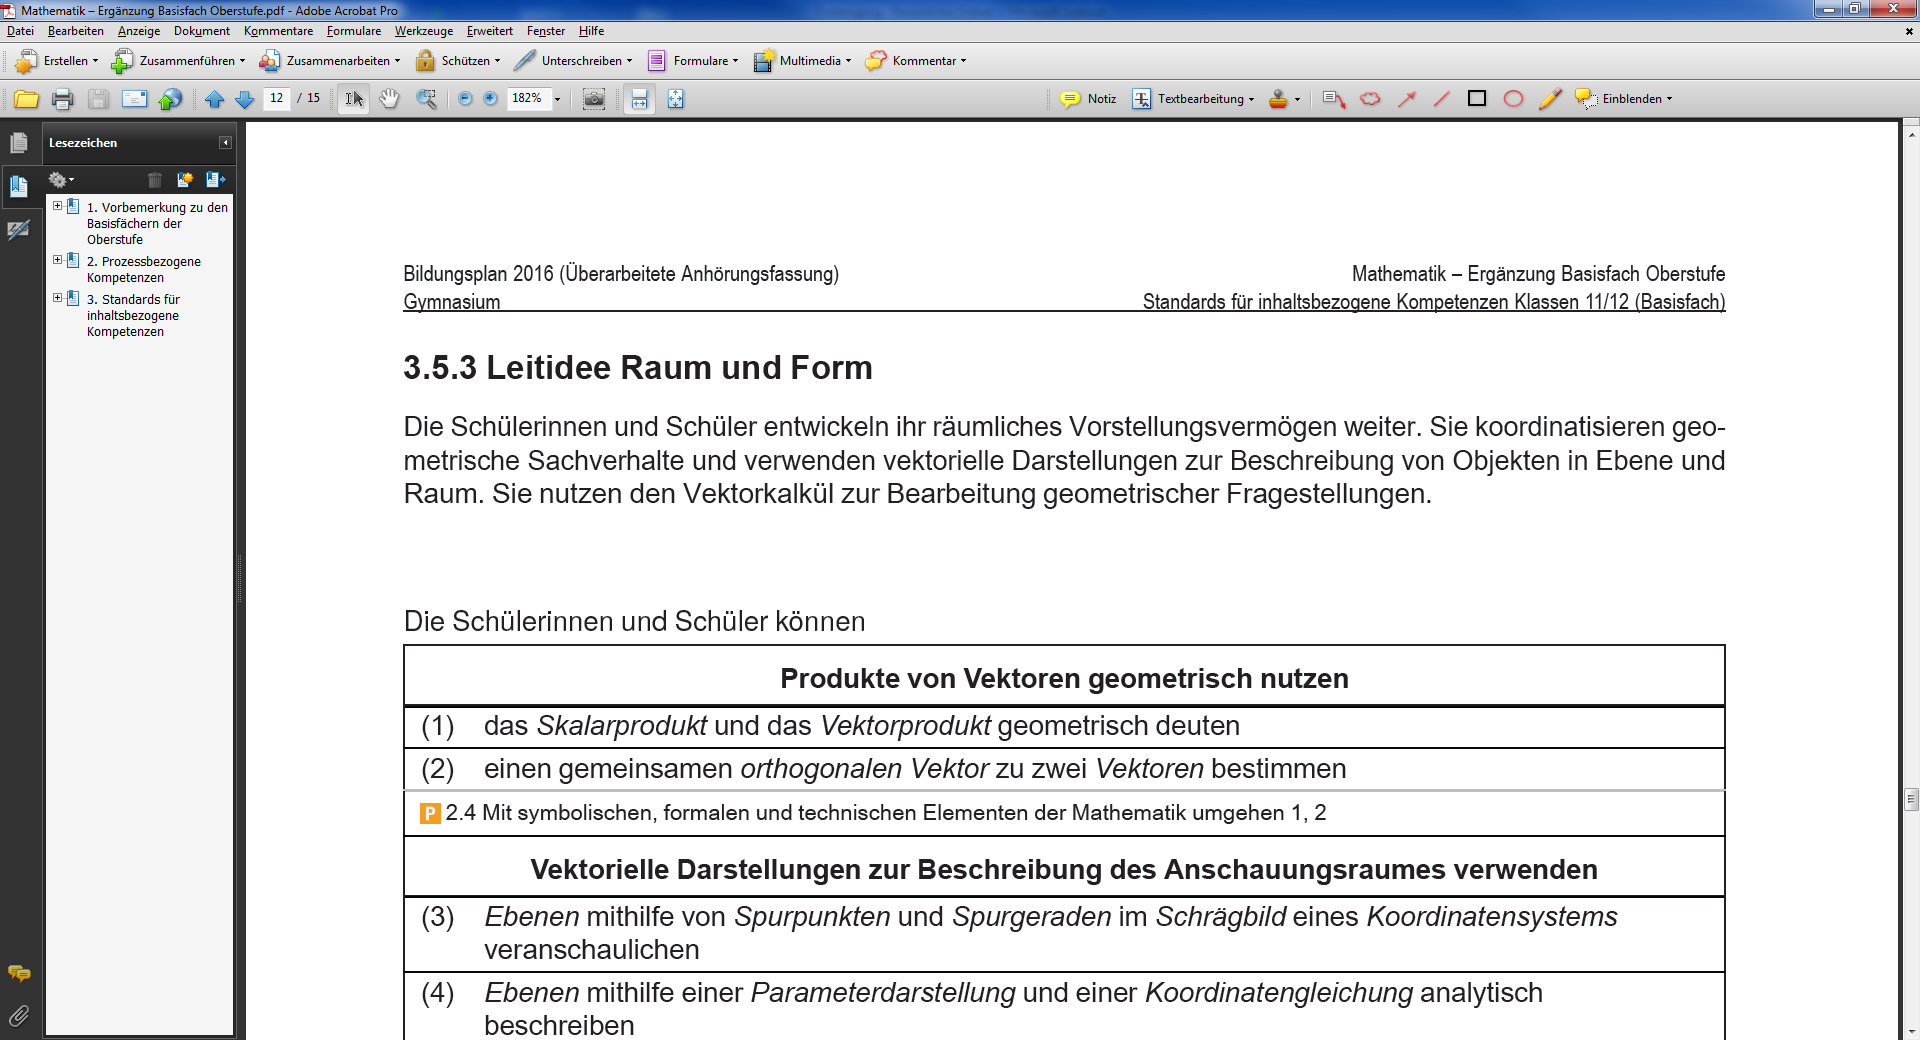 Mathematik – Ergänzung Basisfach Oberstufe.pdf - Adobe Acrobat Pro
Datei Bearbeiten Anzeige Dokument Kommentare Formulare Werkzeuge Erweitert Fenster Hilfe
Erstellen Zusammenführen Zusammenarbeiten Schützen Unterschreiben Formulare Multimedia Kommentar
12 / 15 182% Notiz Textbearbeitung Einblenden
Lesezeichen
1. Vorbemerkung zu den
Basisfächern der
Oberstufe
2. Prozessbezogene
Kompetenzen
3. Standards für
inhaltsbezogene
Kompetenzen
Bildungsplan 2016 (Überarbeitete Anhörungsfassung) Mathematik – Ergänzung Basisfach Oberstufe
Gymnasium Standards für inhaltsbezogene Kompetenzen Klassen 11/12 (Basisfach)
3.5.3 Leitidee Raum und Form
Die Schülerinnen und Schüler entwickeln ihr räumliches Vorstellungsvermögen weiter. Sie koordinatisieren geo-
metrische Sachverhalte und verwenden vektorielle Darstellungen zur Beschreibung von Objekten in Ebene und
Raum. Sie nutzen den Vektorkalkül zur Bearbeitung geometrischer Fragestellungen.
Die Schülerinnen und Schüler können
Produkte von Vektoren geometrisch nutzen
(1) das Skalarprodukt und das Vektorprodukt geometrisch deuten
(2) einen gemeinsamen orthogonalen Vektor zu zwei Vektoren bestimmen
P 2.4 Mit symbolischen, formalen und technischen Elementen der Mathematik umgehen 1, 2
Vektorielle Darstellungen zur Beschreibung des Anschauungsraumes verwenden
(3) Ebenen mithilfe von Spurpunkten und Spurgeraden im Schrägbild eines Koordinatensystems
veranschaulichen
(4) Ebenen mithilfe einer Parameterdarstellung und einer Koordinatengleichung analytisch
beschreiben